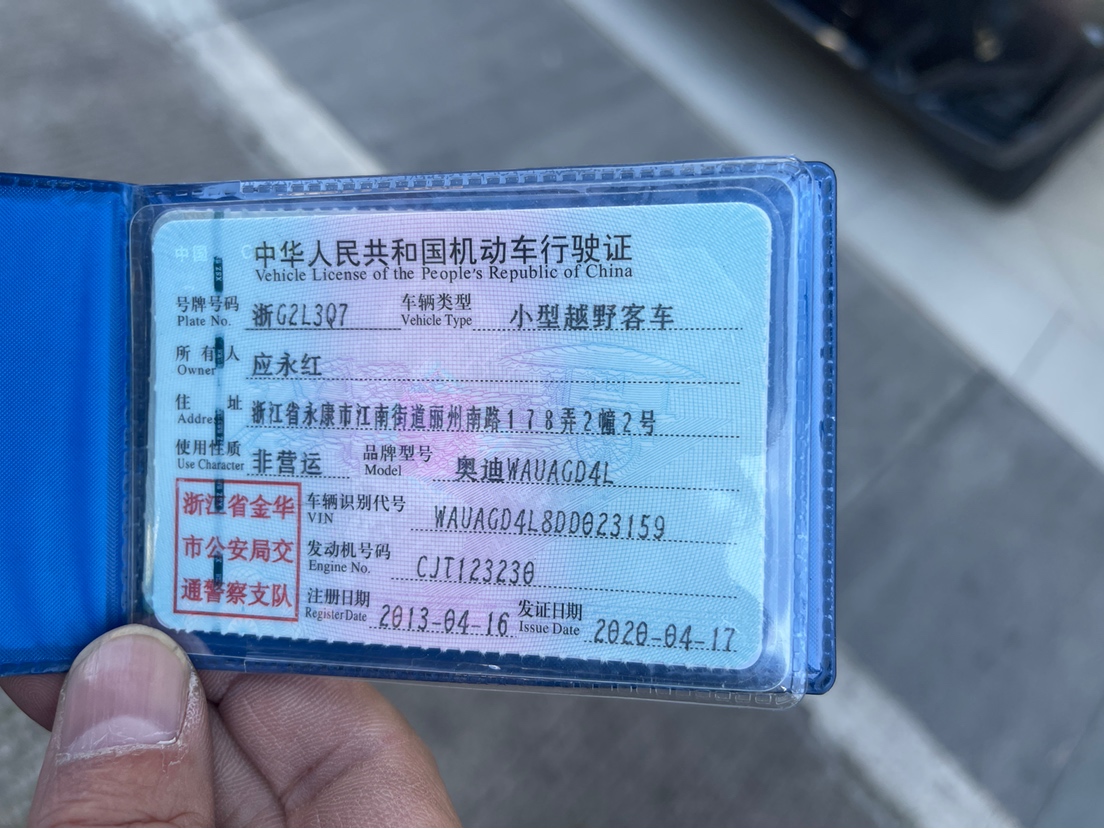 中国 C
中华人民共和国机动车行驶证
Vehicle License of the People's Republic of China
号牌号码 浙G2L3Q7 车辆类型 小型越野客车
Plate No. Vehicle Type
所有人 应永红
Owner
住址 浙江省永康市江南街道丽州南路178弄2幢2号
Address
使用性质 非营运 品牌型号 奥迪WAUAGD4L
Use Character Model
浙江省金华
市公安局交
通警察支队
车辆识别代号 WAUAGD4L8DD023159
VIN
发动机号码 CJT123230
Engine No.
注册日期 2013-04-16 发证日期 2020-04-17
Register Date Issue Date